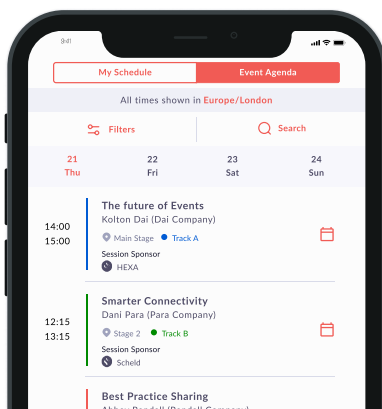 My Schedule
Event Agenda
All times shown in Europe/London
Filters
Search
21
Thu
22
Fri
23
Sat
24
Sun
14:00
15:00
The future of Events
Kolton Dai (Dai Company)
Main Stage
Track A
Session Sponsor
HEXA
12:15
13:15
Smarter Connectivity
Dani Para (Para Company)
Stage 2
Track B
Session Sponsor
Scheld
Best Practice Sharing